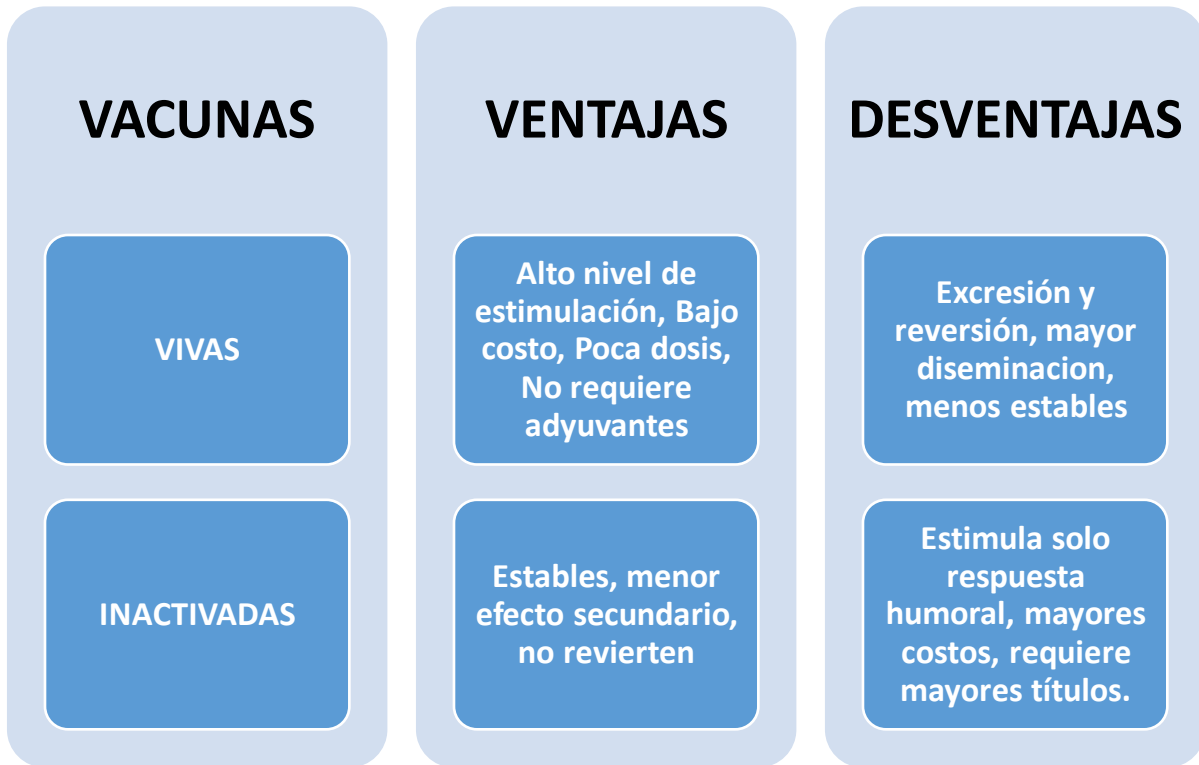 VACUNAS
VIVAS
INACTIVADAS
VENTAJAS
Alto nivel de
estimulación, Bajo
costo, Poca dosis,
No requiere
adyuvantes
Estables, menor
efecto secundario,
no revierten
DESVENTAJAS
Excresión y
reversión, mayor
diseminacion,
menos estables
Estimula solo
respuesta
humoral, mayores
costos, requiere
mayores títulos.